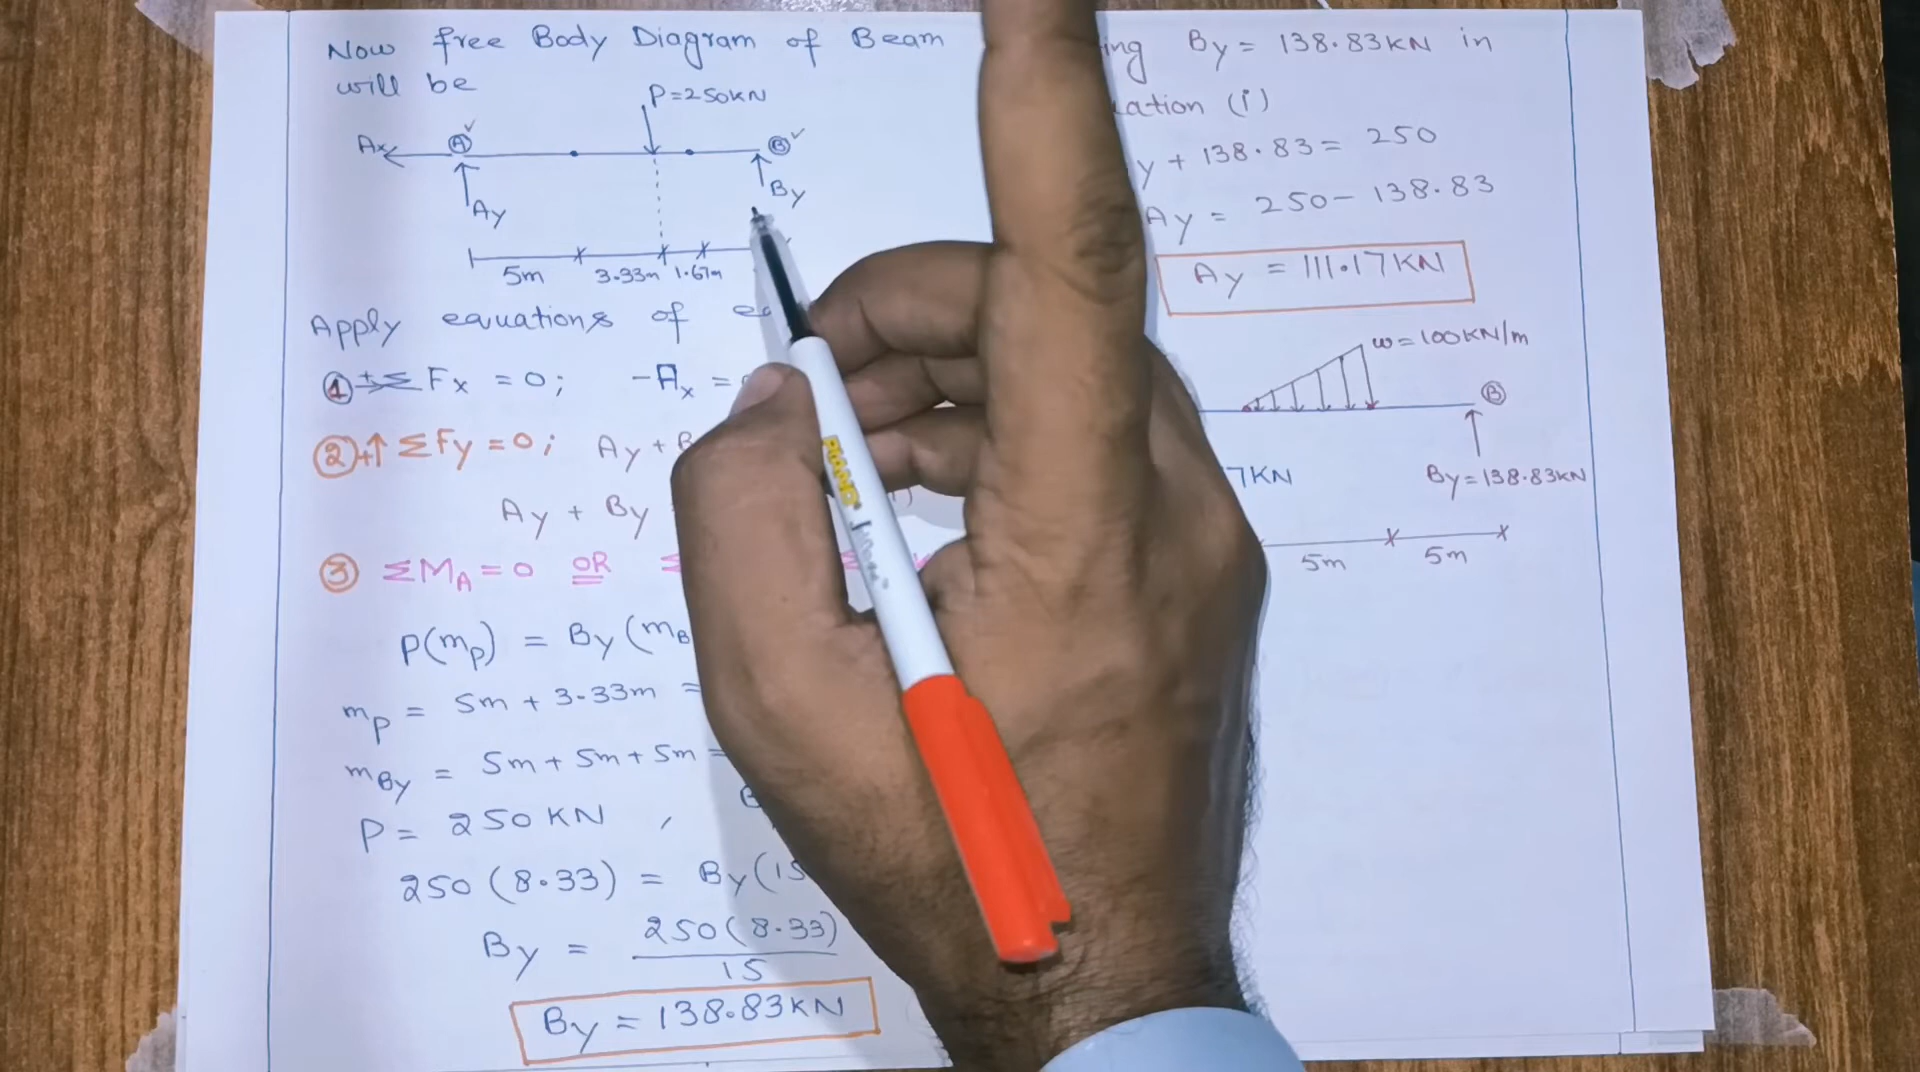 Now free Body Diagram of Beam
will be
P=250KN
Ax
A
B
Ay
By
5m
3.33m
1.67m
Apply equations of
① +Σ Fx = 0; -Ax =
② +↑ ΣFy = 0; Ay +
Ay + By
③ ΣMA = 0 OR
P(mp) = By (mB
mp = 5m + 3.33m =
mBy = 5m + 5m + 5m =
P = 250 KN ,
250 (8.33) = By (15
By = 250(8.33)
15
By = 138.83KN
PIANO
ing By = 138.83KN in
ation (i)
y + 138.83 = 250
Ay = 250 - 138.83
Ay = 111.17KN
w = 100KN/m
B
7KN
By = 138.83KN
5m
5m